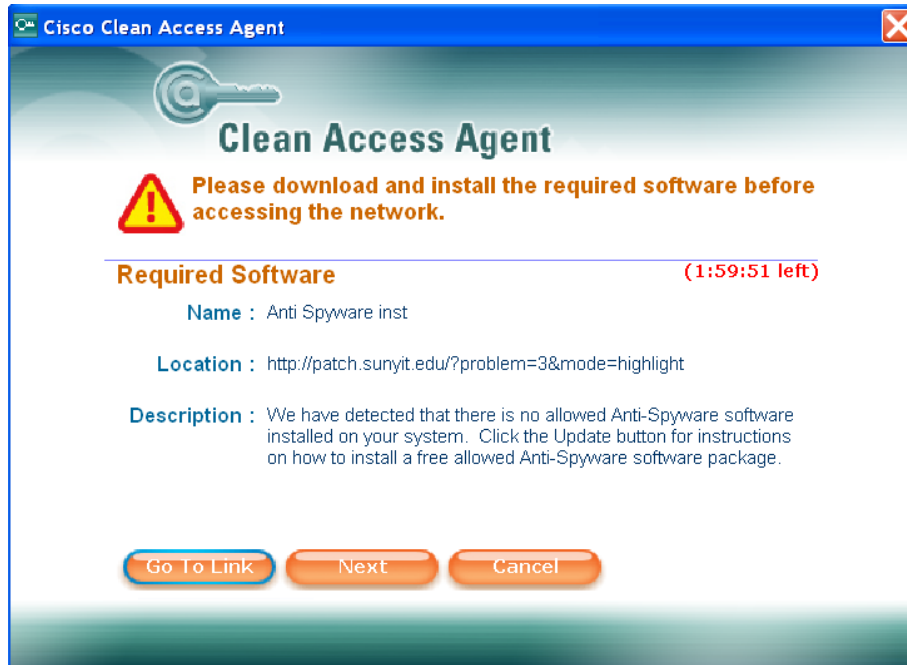 Cisco Clean Access Agent
Clean Access Agent
Please download and install the required software before
accessing the network.
Required Software
(1:59:51 left)
Name : Anti Spyware inst
Location : http://patch.sunyit.edu/?problem=3&mode=highlight
Description : We have detected that there is no allowed Anti-Spyware software
installed on your system. Click the Update button for instructions
on how to install a free allowed Anti-Spyware software package.
Go To Link
Next
Cancel